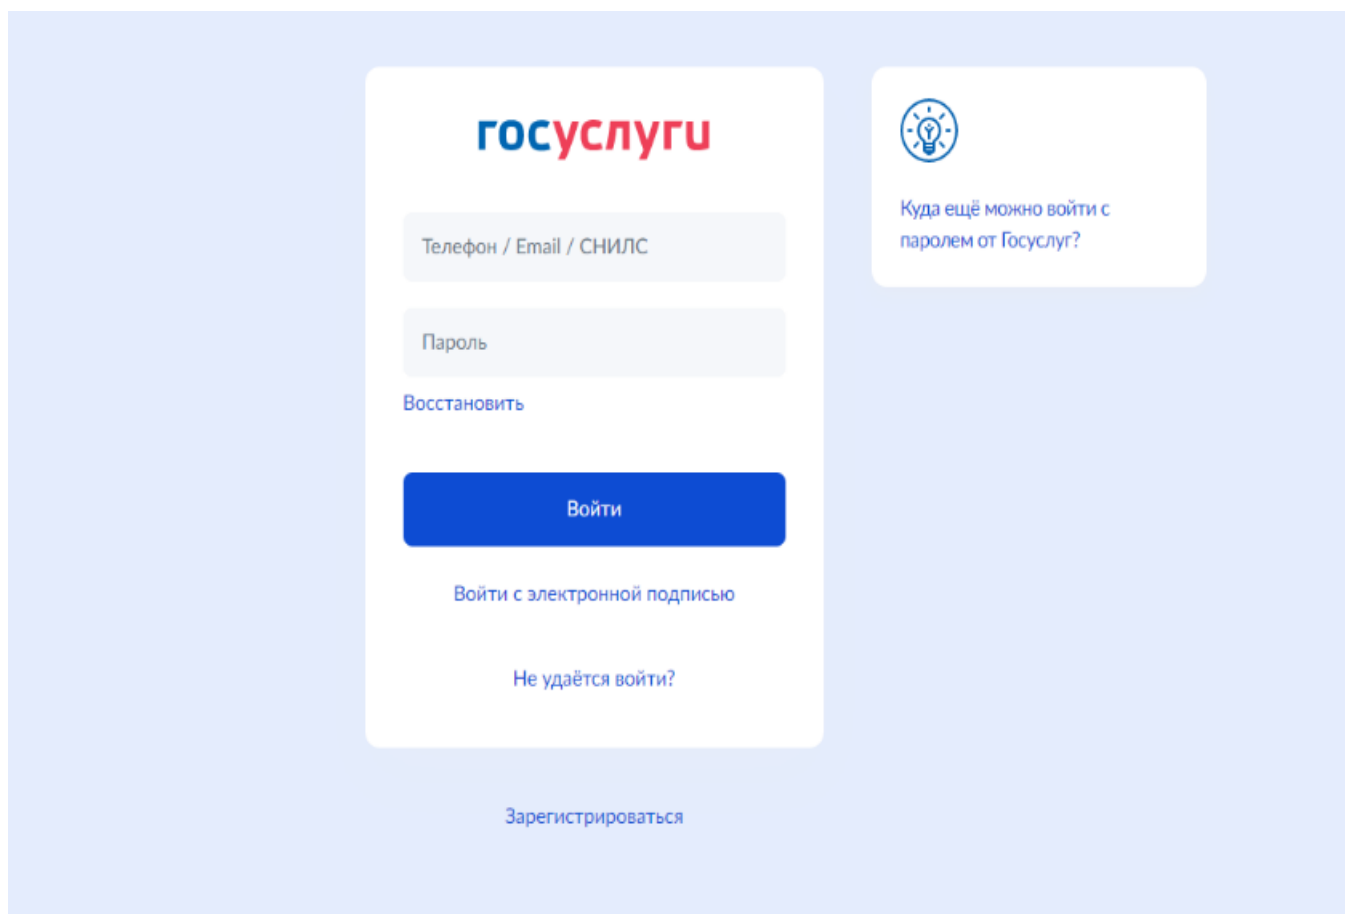 госуслуги
Телефон / Email / СНИЛС
Пароль
Восстановить
Войти
Войти с электронной подписью
Не удаётся войти?
Зарегистрироваться
Куда ещё можно войти с
паролем от Госуслуг?